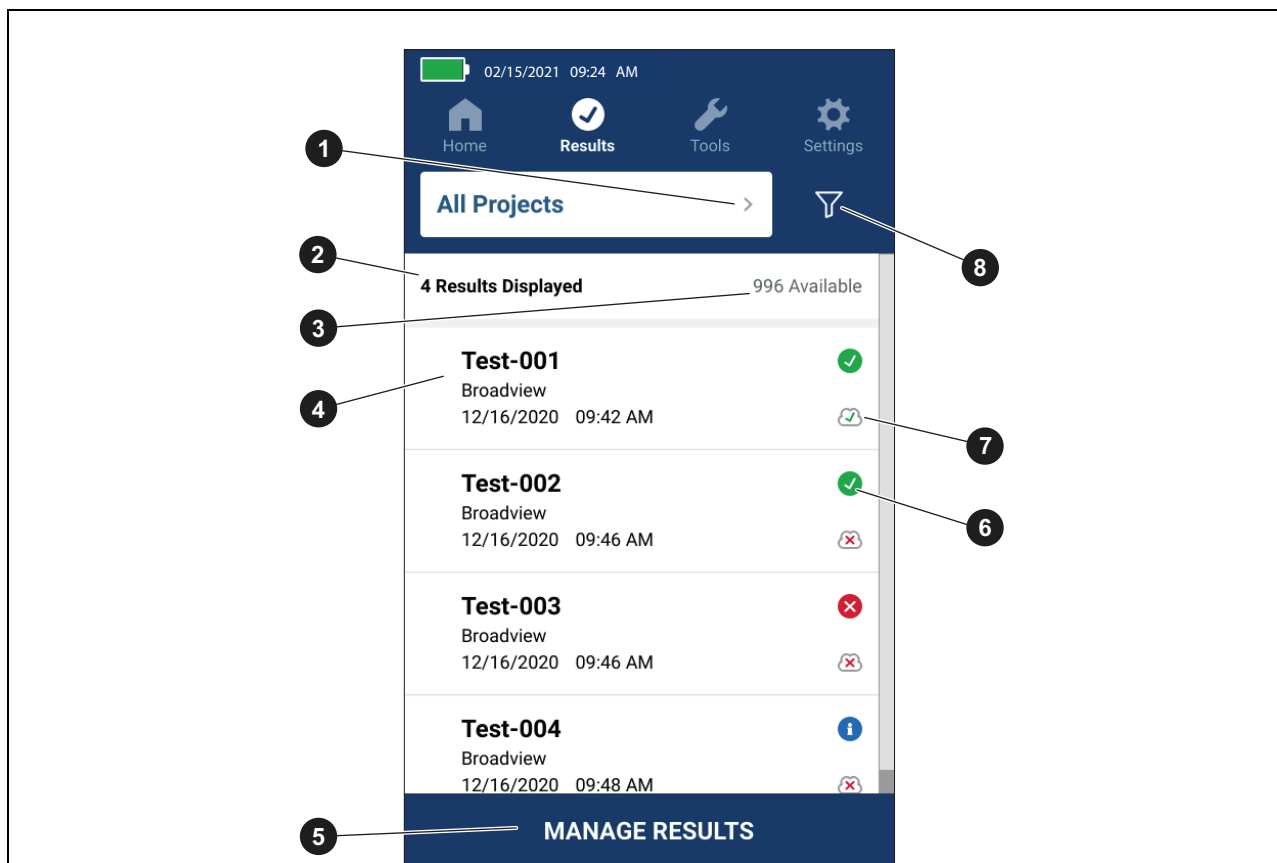 02/15/2021 09:24 AM
Home Results Tools Settings
1
All Projects
8
2
4 Results Displayed 996 Available
3
Test-001
Broadview
4
12/16/2020 09:42 AM
7
Test-002
Broadview
6
12/16/2020 09:46 AM
Test-003
Broadview
12/16/2020 09:46 AM
Test-004
Broadview
12/16/2020 09:48 AM
5
MANAGE RESULTS